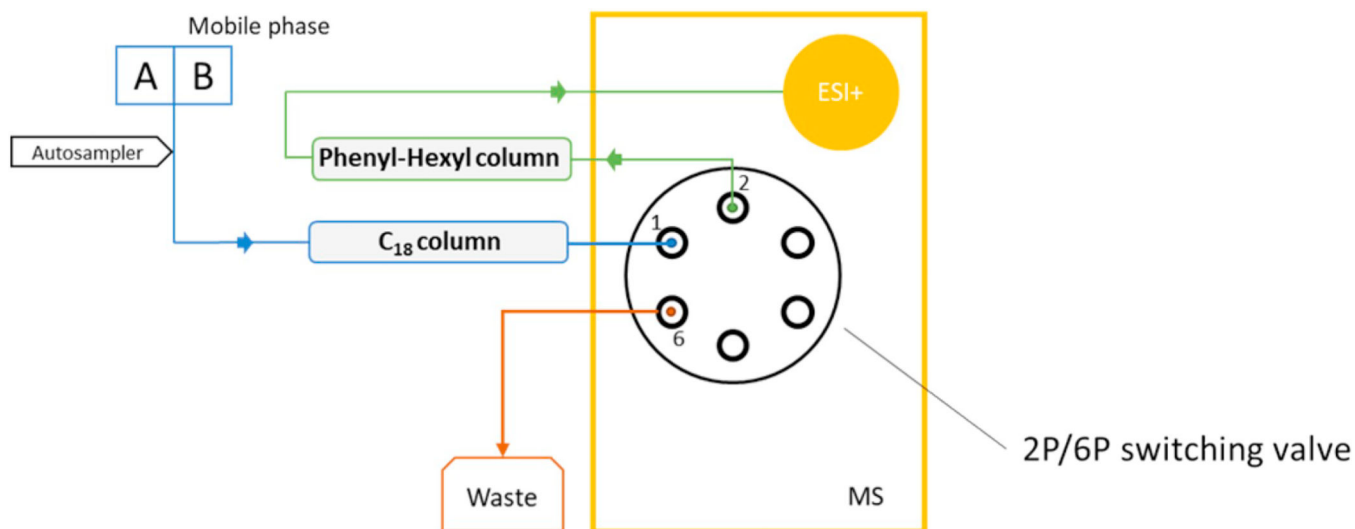 Mobile phase
A B
ESI+
Autosampler
Phenyl-Hexyl column
2
1
C₁₈ column
6
2P/6P switching valve
Waste
MS